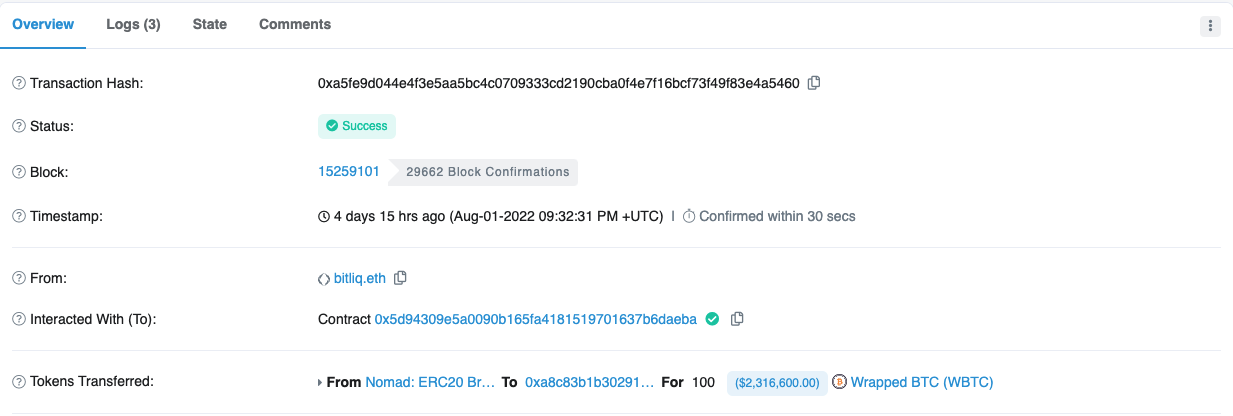 Overview Logs (3) State Comments
Transaction Hash: 0xa5fe9d044e4f3e5aa5bc4c0709333cd2190cba0f4e7f16bcf73f49f83e4a5460
Status: Success
Block: 15259101 29662 Block Confirmations
Timestamp: 4 days 15 hrs ago (Aug-01-2022 09:32:31 PM +UTC) | Confirmed within 30 secs
From: bitliq.eth
Interacted With (To): Contract 0x5d94309e5a0090b165fa4181519701637b6daeba
Tokens Transferred: From Nomad: ERC20 Br... To 0xa8c83b1b30291... For 100 ($2,316,600.00) Wrapped BTC (WBTC)